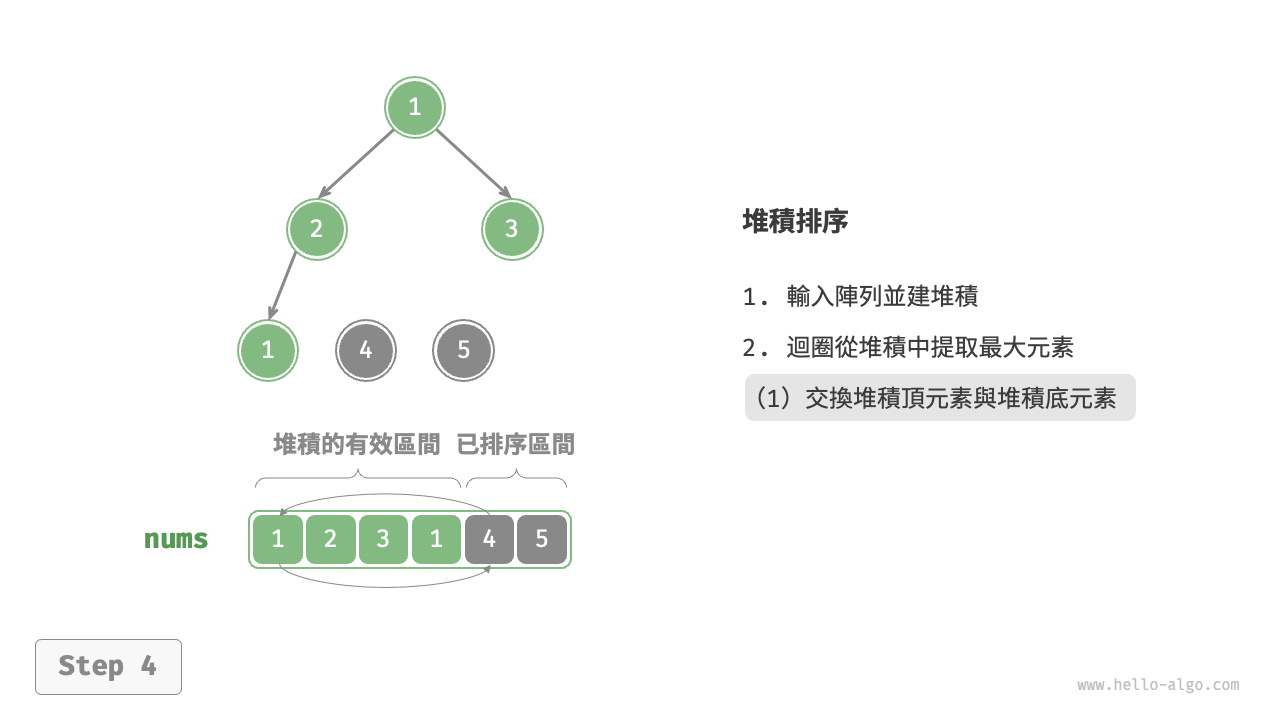 1
2 3
1 4 5
堆積的有效區間 已排序區間
nums 1 2 3 1 4 5
Step 4
堆積排序
1. 輸入陣列並建堆積
2. 迴圈從堆積中提取最大元素
（1）交換堆積頂元素與堆積底元素
www.hello-algo.com